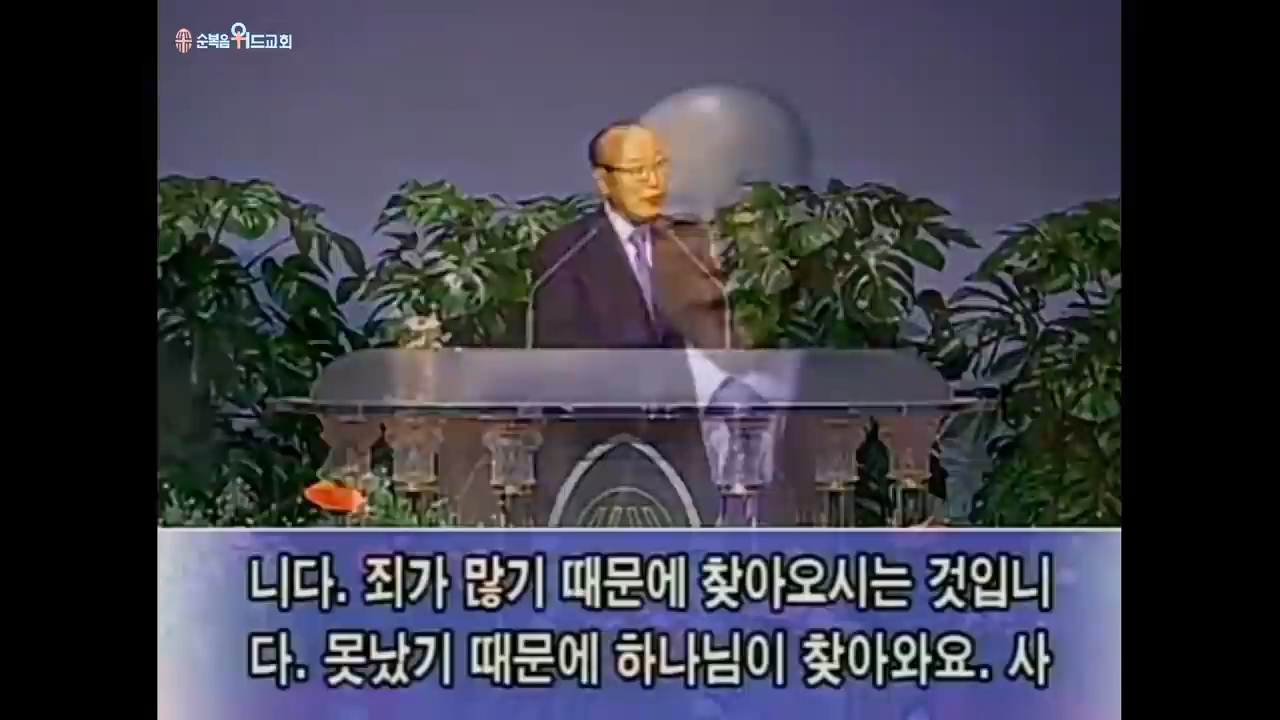 순복음워드교회
니다. 죄가 많기 때문에 찾아오시는 것입니
다. 못났기 때문에 하나님이 찾아와요. 사